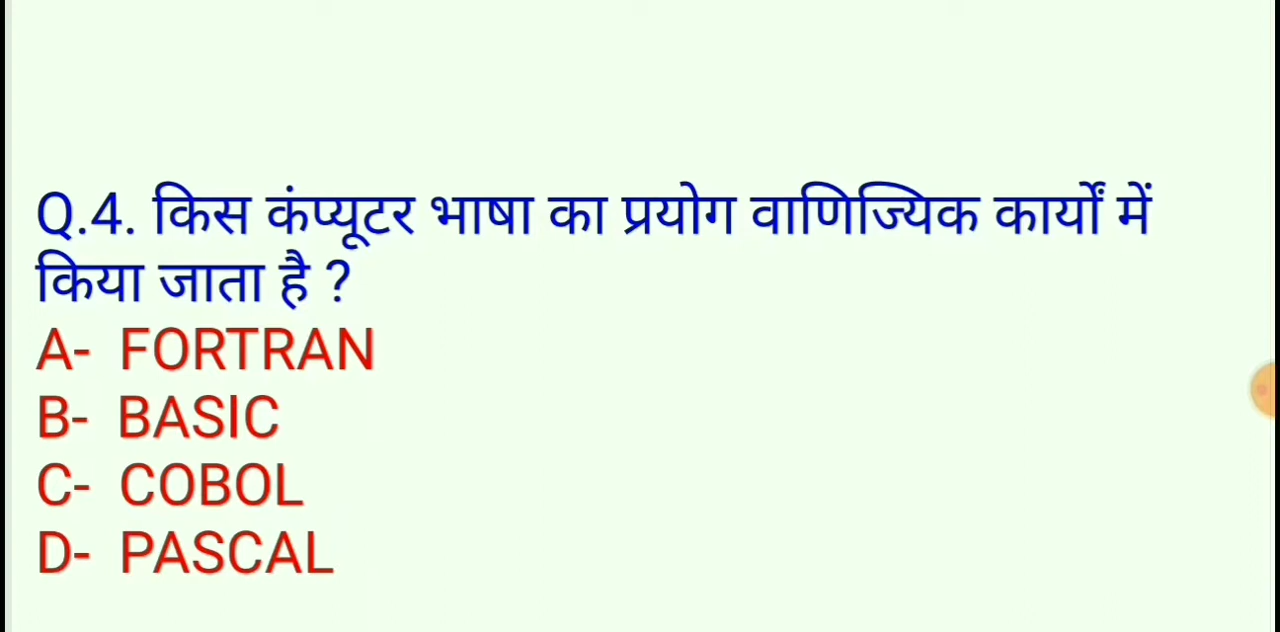 Q.4. किस कंप्यूटर भाषा का प्रयोग वाणिज्यिक कार्यों में
किया जाता है ?
A- FORTRAN
B- BASIC
C- COBOL
D- PASCAL